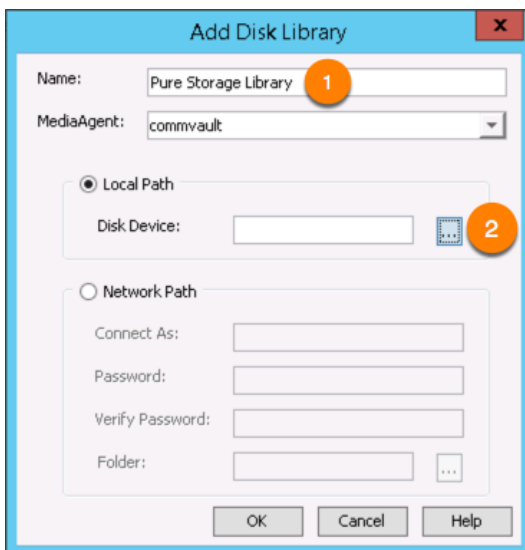 Add Disk Library
x
Name: Pure Storage Library 1
MediaAgent: commvault
Local Path
Disk Device: ... 2
Network Path
Connect As:
Password:
Verify Password:
Folder: ...
OK Cancel Help